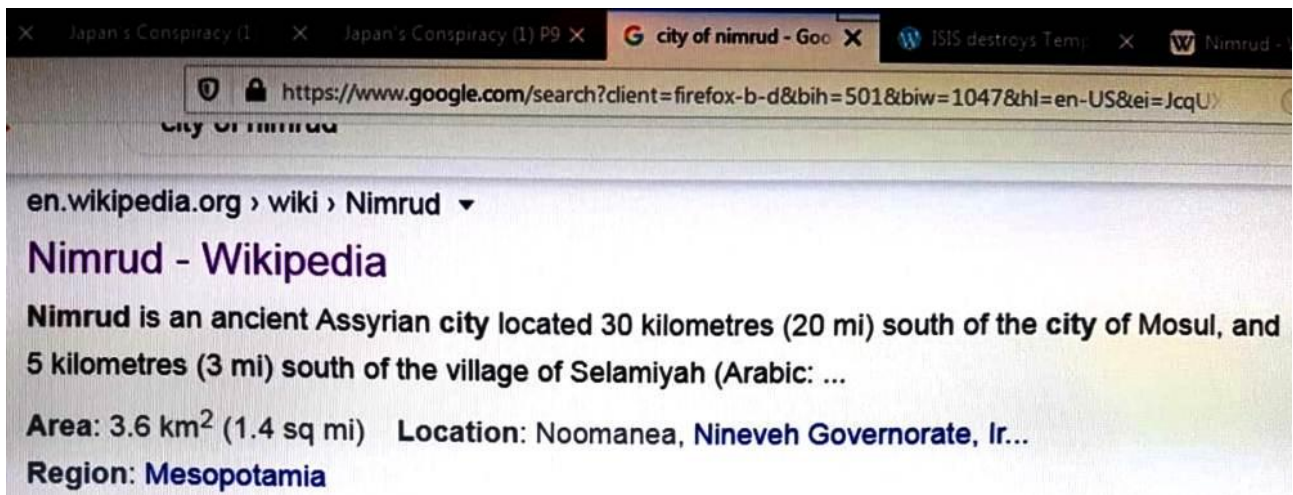 Japan's Conspiracy (1 Japan's Conspiracy (1) P9 city of nimrud - Goo ISIS destroys Temp Nimrud -
https://www.google.com/search?client=firefox-b-d&bih=501&biw=1047&hl=en-US&ei=JcqUX
city of nimrud
en.wikipedia.org › wiki › Nimrud
Nimrud - Wikipedia
Nimrud is an ancient Assyrian city located 30 kilometres (20 mi) south of the city of Mosul, and
5 kilometres (3 mi) south of the village of Selamiyah (Arabic: ...
Area: 3.6 km² (1.4 sq mi) Location: Noomanea, Nineveh Governorate, Ir...
Region: Mesopotamia